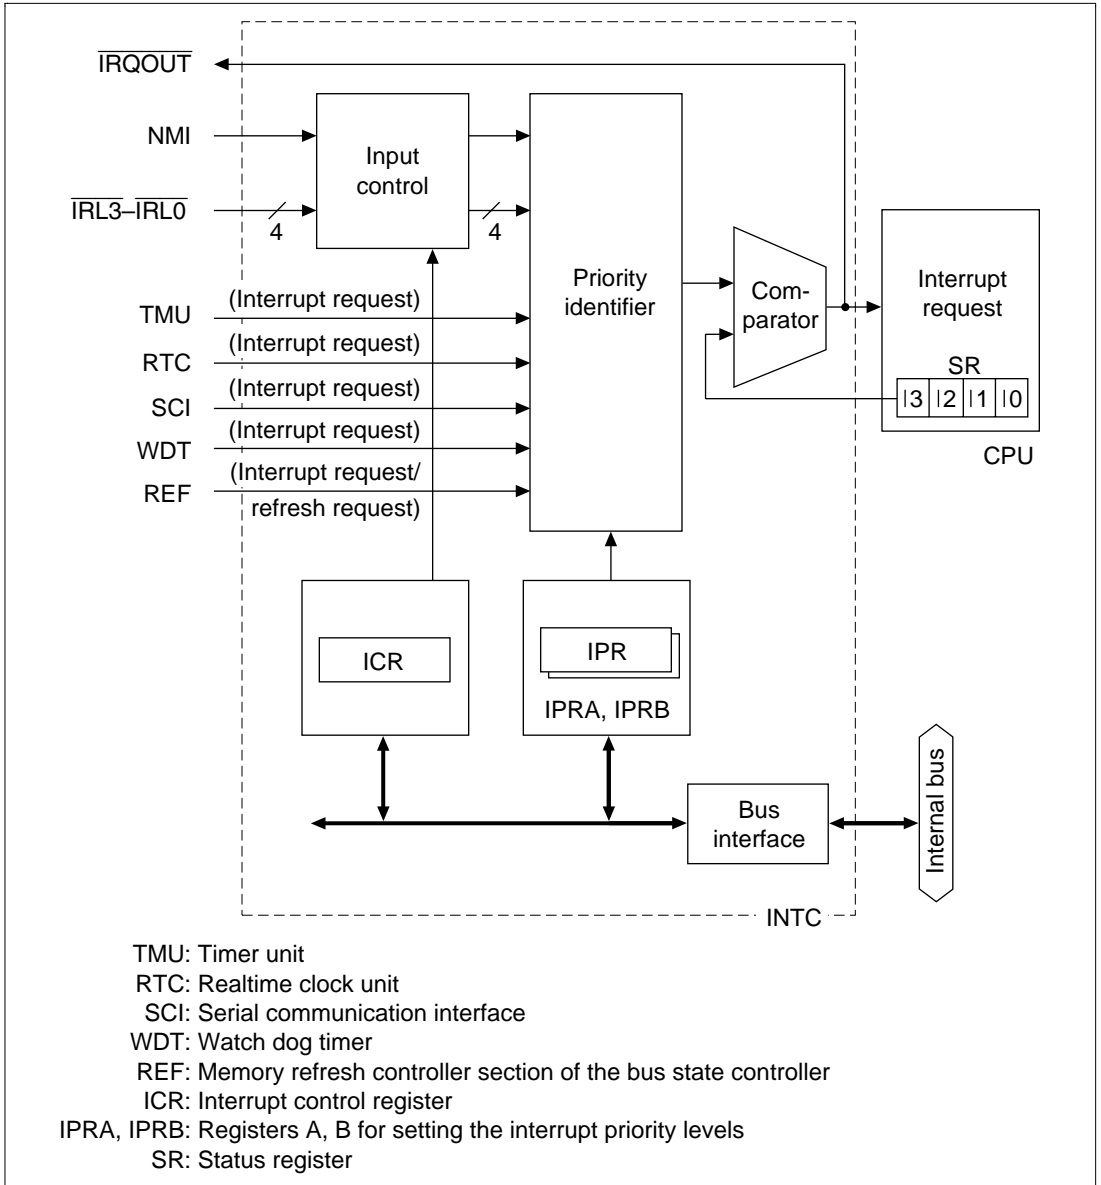 IRQOUT
NMI
Input
control
IRL3–IRL0
4
4
Priority
identifier
Com-
parator
Interrupt
request
SR
I3 I2 I1 I0
CPU
TMU (Interrupt request)
RTC (Interrupt request)
SCI (Interrupt request)
WDT (Interrupt request)
REF (Interrupt request/
refresh request)
ICR
IPR
IPRA, IPRB
Bus
interface
Internal bus
INTC
TMU: Timer unit
RTC: Realtime clock unit
SCI: Serial communication interface
WDT: Watch dog timer
REF: Memory refresh controller section of the bus state controller
ICR: Interrupt control register
IPRA, IPRB: Registers A, B for setting the interrupt priority levels
SR: Status register